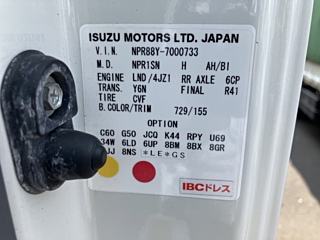 ISUZU MOTORS LTD. JAPAN
V.I.N. NPR88Y-7000733
M.D. NPR1SN H AH/BI
ENGINE LND/4JZ1 RR AXLE 6CP
TRANS. Y6N FINAL R41
TIRE CVF
B.COLOR/TRIM 729/155
OPTION
C60 G50 JCQ K44 RPY U69
34W 6LD 6UP 8BM 8BX 8GR
8NS *LE*GS
IBCドレス